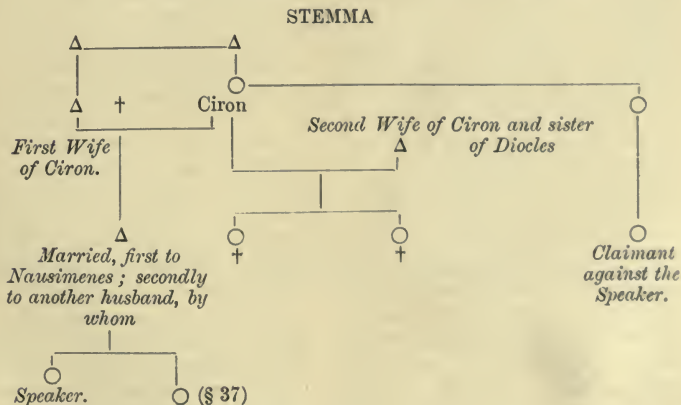 STEMMA
Δ Δ
Δ † Ciron
First Wife
of Ciron.
Second Wife of Ciron and sister
of Diocles
Δ
Δ
Married, first to
Nausimenes ; secondly
to another husband, by
whom
† †
Claimant
against the
Speaker.
Speaker.
(§ 37)